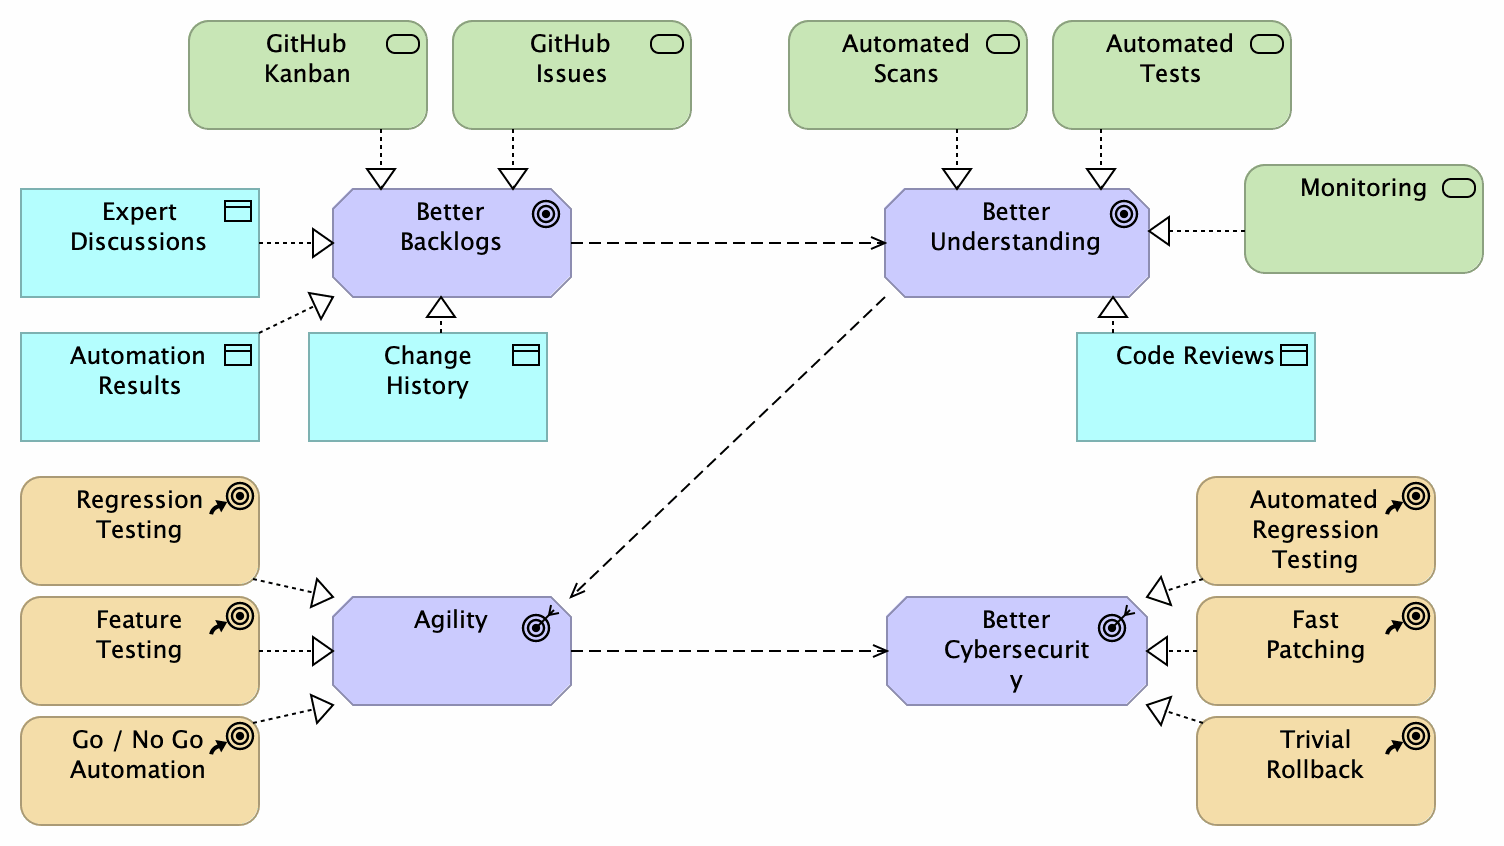 GitHub
Kanban
GitHub
Issues
Automated
Scans
Automated
Tests
Monitoring
Expert
Discussions
Better
Backlogs
Better
Understanding
Automation
Results
Change
History
Code Reviews
Regression
Testing
Automated
Regression
Testing
Feature
Testing
Agility
Better
Cybersecurit
y
Fast
Patching
Go / No Go
Automation
Trivial
Rollback